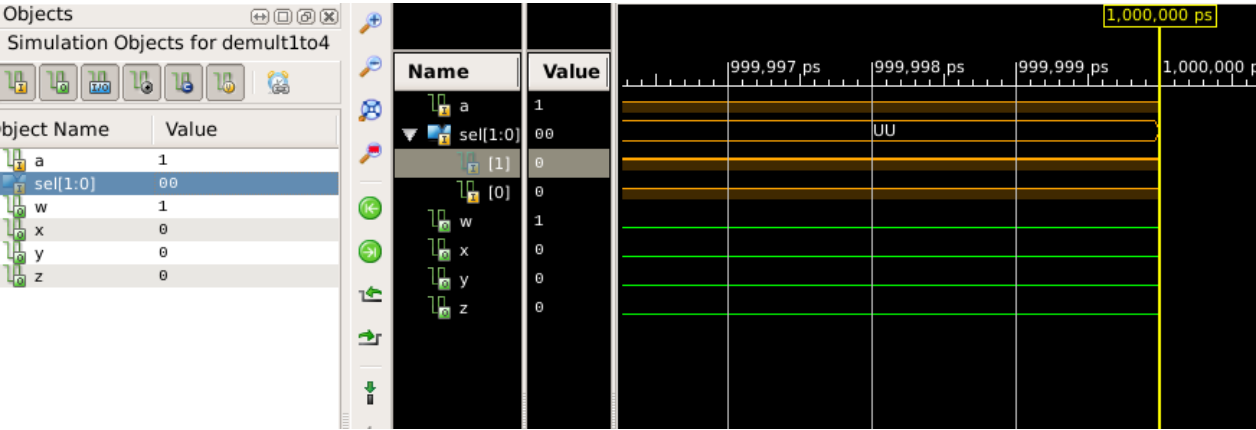 Objects
Simulation Objects for demult1to4
bject Name Value
a 1
sel[1:0] 00
w 1
x 0
y 0
z 0
Name Value
a 1
sel[1:0] 00
[1] 0
[0] 0
w 1
x 0
y 0
z 0
1,000,000 ps
999,997 ps 999,998 ps 999,999 ps 1,000,000 p
UU